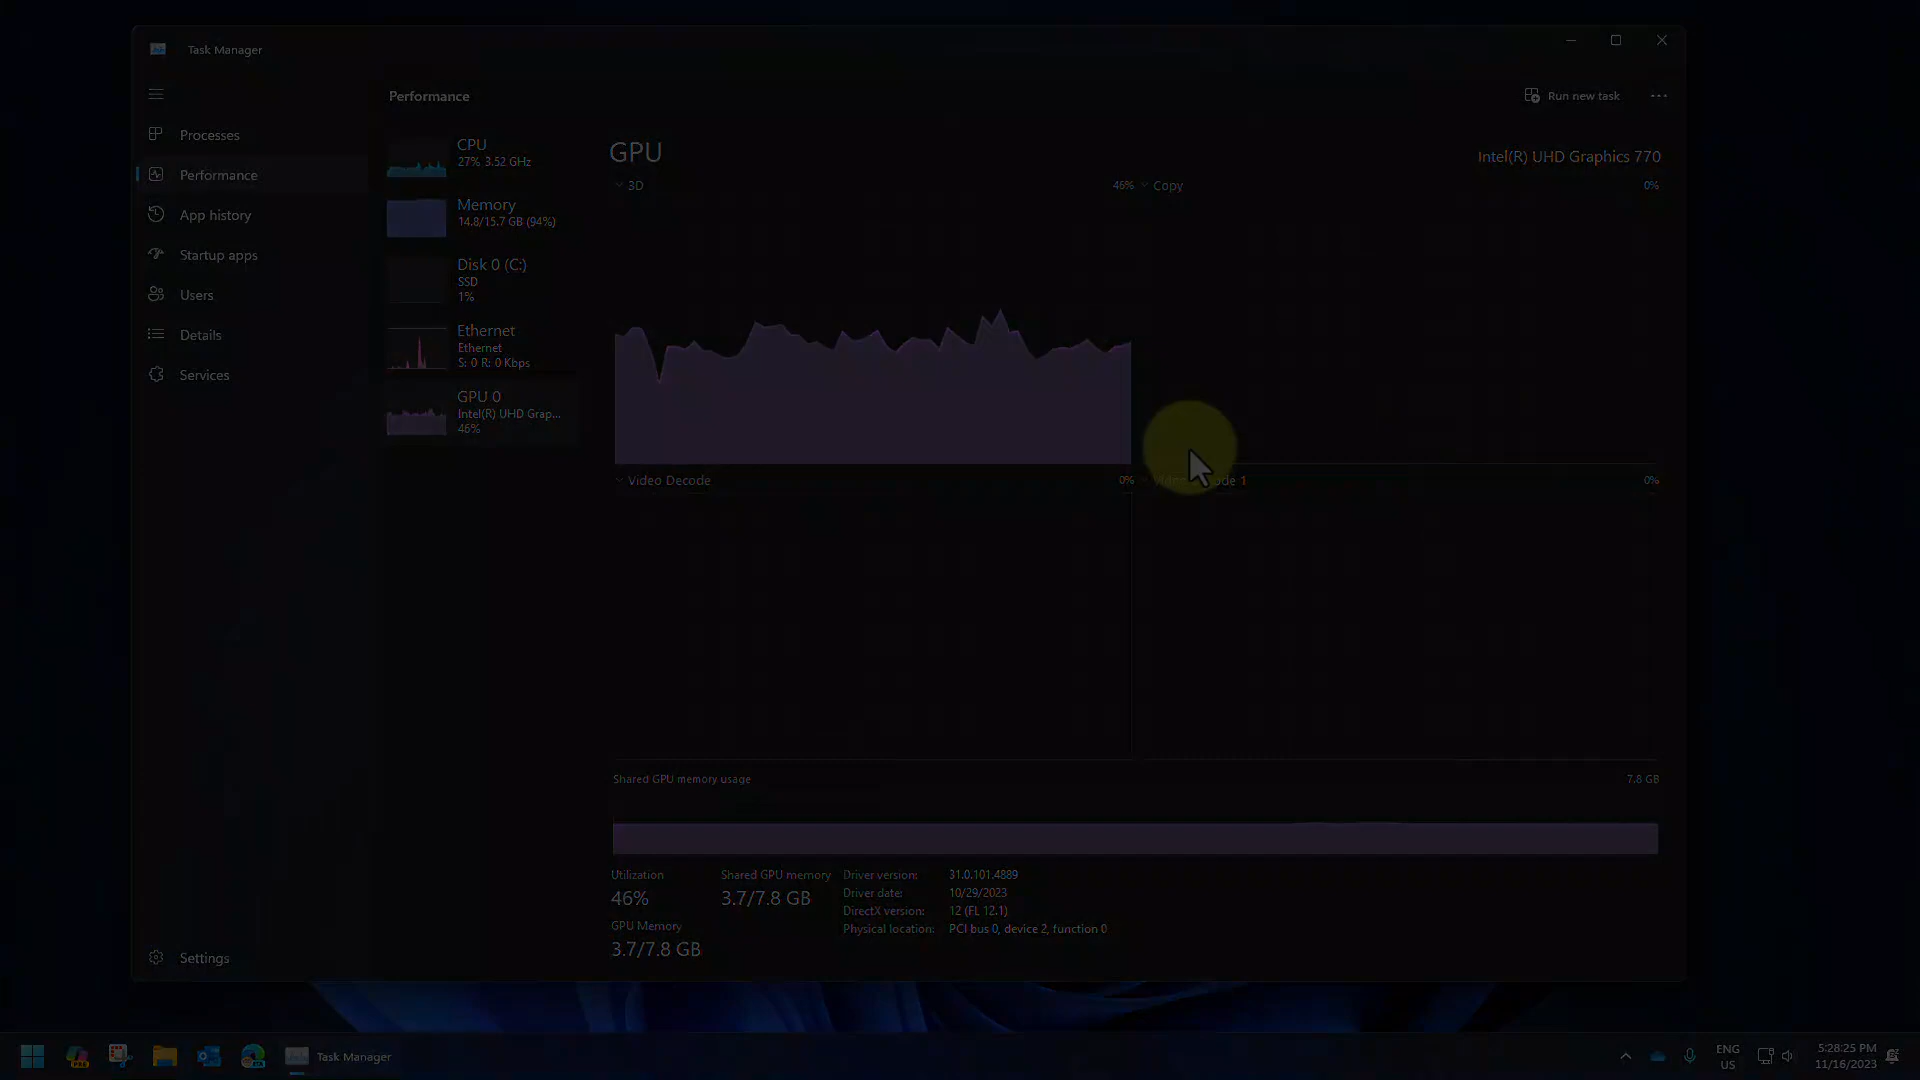 Task Manager
Performance
Run new task
Processes
Performance
App history
Startup apps
Users
Details
Services
Settings
CPU
27% 3.52 GHz
Memory
14.8/15.7 GB (94%)
Disk 0 (C:)
SSD
1%
Ethernet
Ethernet
S: 0 R: 0 Kbps
GPU 0
Intel(R) UHD Grap...
46%
GPU
Intel(R) UHD Graphics 770
3D
46%
Copy
0%
Video Decode
0%
1
0%
Shared GPU memory usage
7.8 GB
Utilization
46%
Shared GPU memory
3.7/7.8 GB
GPU Memory
3.7/7.8 GB
Driver version: 31.0.101.4889
Driver date: 10/29/2023
DirectX version: 12 (FL 12.1)
Physical location: PCI bus 0, device 2, function 0
Task Manager
ENG
US
5:28:25 PM
11/16/2023